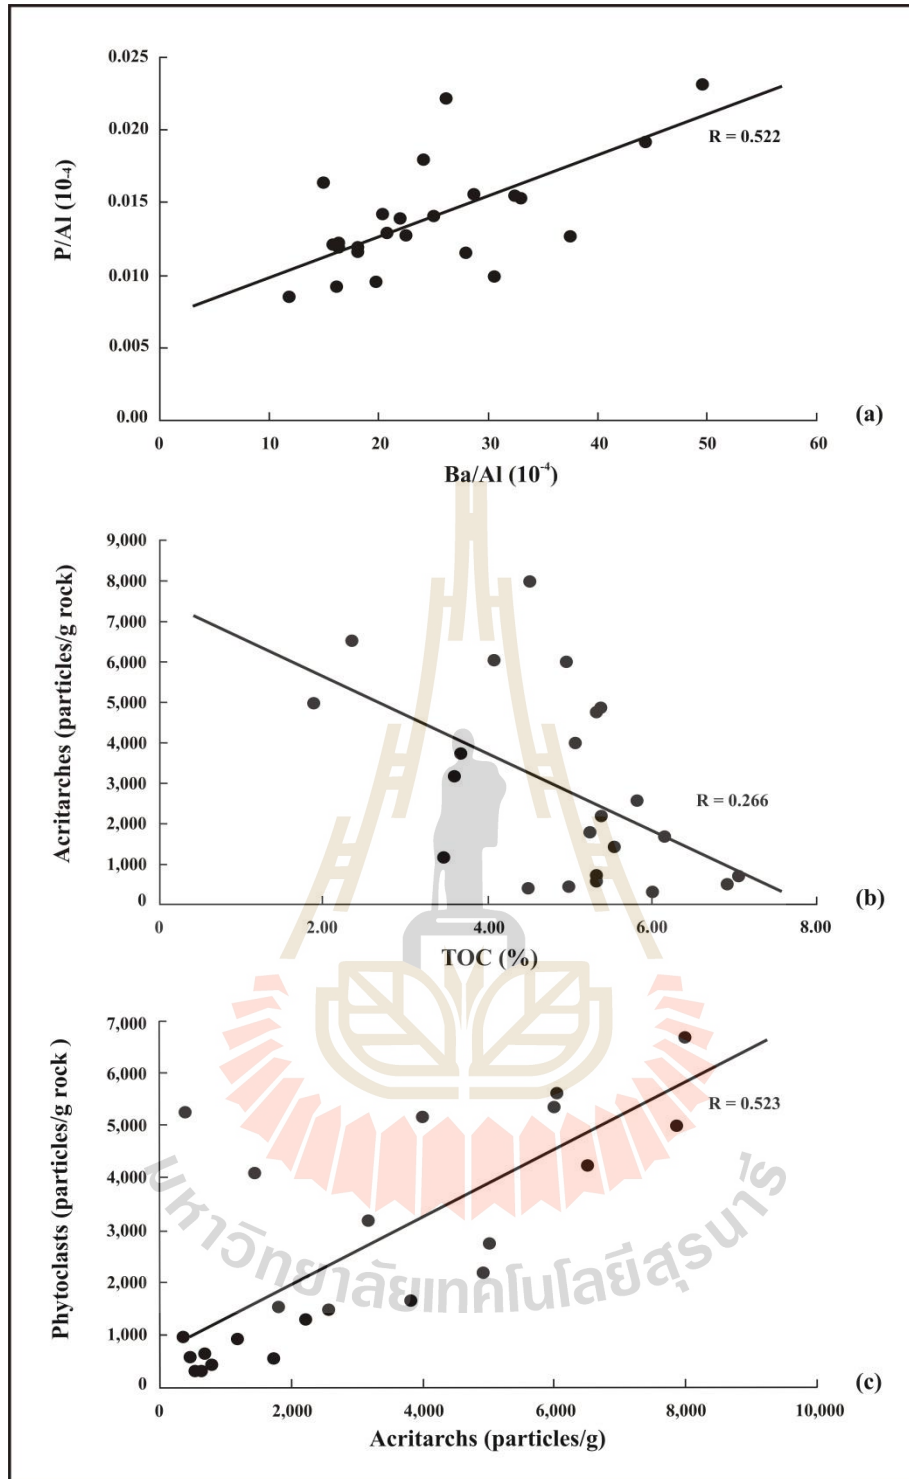 0.025
0.020
0.015
0.010
0.005
0.00
P/Al (10-4)
R = 0.522
0 10 20 30 40 50 60
Ba/Al (10-4)
(a)
9,000
8,000
7,000
6,000
5,000
4,000
3,000
2,000
1,000
0
Acritarches (particles/g rock)
R = 0.266
0 2.00 4.00 6.00 8.00
TOC (%)
(b)
7,000
6,000
5,000
4,000
3,000
2,000
1,000
0
Phytoclasts (particles/g rock )
R = 0.523
0 2,000 4,000 6,000 8,000 10,000
Acritarchs (particles/g)
(c)
มหาวิทยาลัยเทคโนโลยีสุรนารี